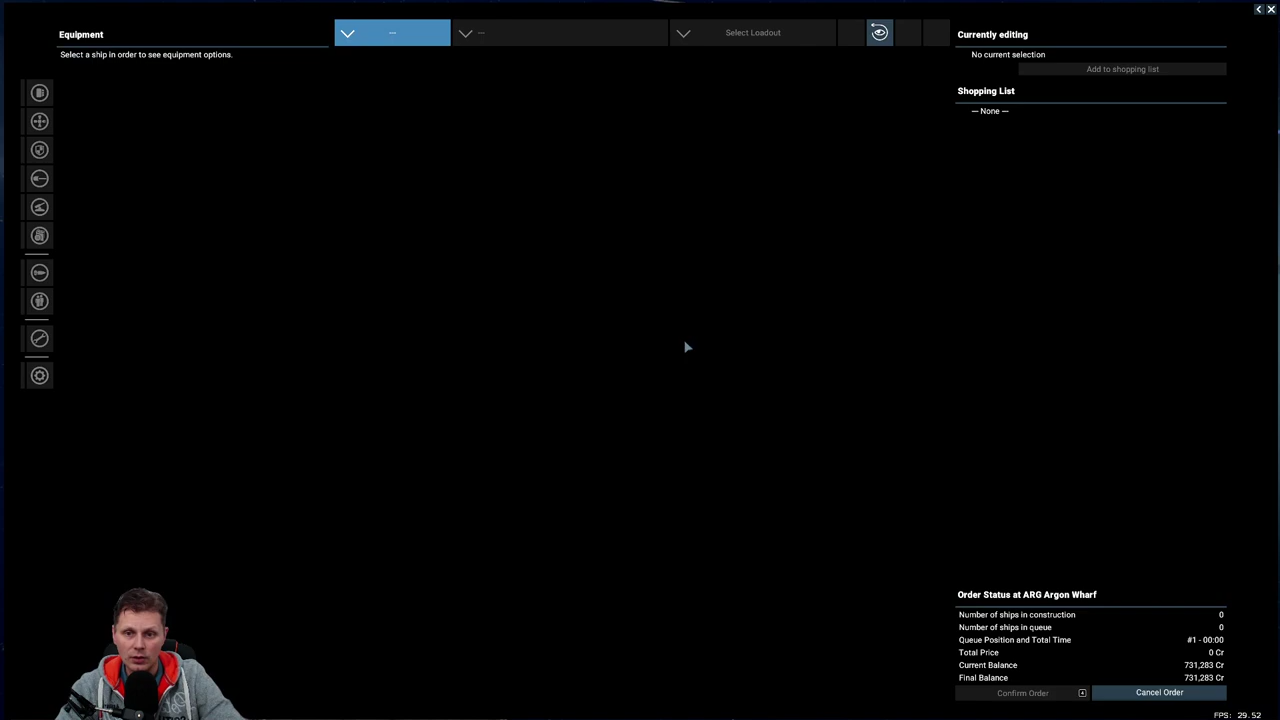 Equipment
Select a ship in order to see equipment options.
---
---
Select Loadout
Currently editing
No current selection
Add to shopping list
Shopping List
— None —
Order Status at ARG Argon Wharf
Number of ships in construction 0
Number of ships in queue 0
Queue Position and Total Time #1 - 00:00
Total Price 0 Cr
Current Balance 731,283 Cr
Final Balance 731,283 Cr
Confirm Order
Cancel Order
FPS: 29.52